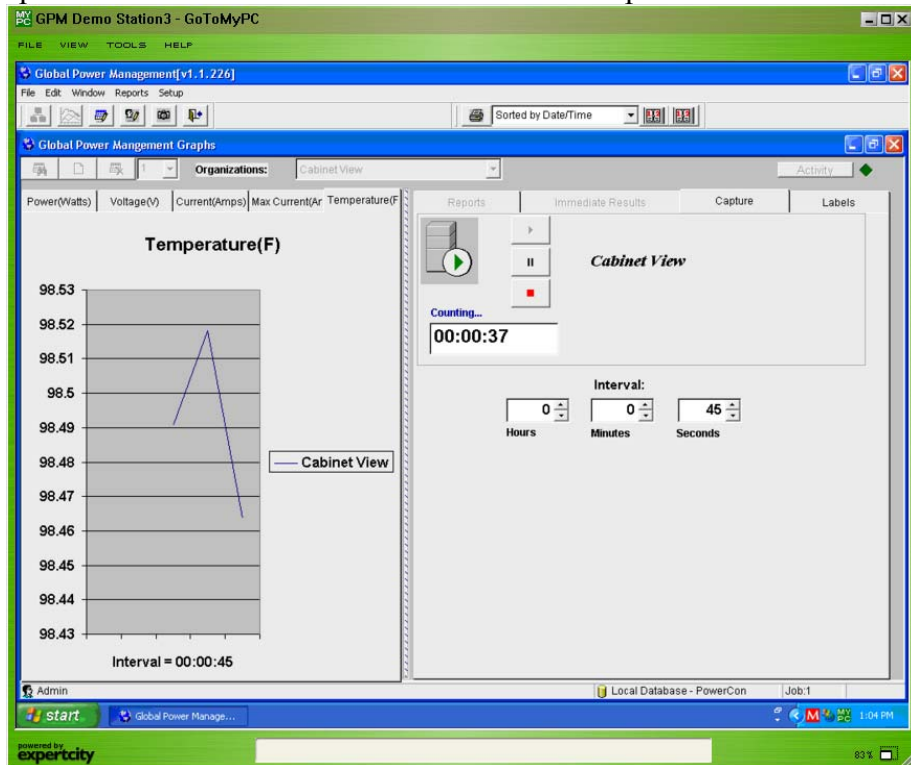 MY PC GPM Demo Station3 - GoToMyPC
FILE VIEW TOOLS HELP
Global Power Management[v1.1.226]
File Edit Window Reports Setup
Sorted by Date/Time
Global Power Mangement Graphs
1 Organizations: Cabinet View Activity
Power(Watts) Voltage(V) Current(Amps) Max Current(Ar Temperature(F
Reports Immediate Results Capture Labels
Temperature(F)
98.53
98.52
98.51
98.5
98.49
98.48
98.47
98.46
98.45
98.44
98.43
Cabinet View
Interval = 00:00:45
Cabinet View
Counting...
00:00:37
Interval:
0 0 45
Hours Minutes Seconds
Admin Local Database - PowerCon Job:1
start Global Power Manage... M MY PC 1:04 PM
powered by
expertcity 83%